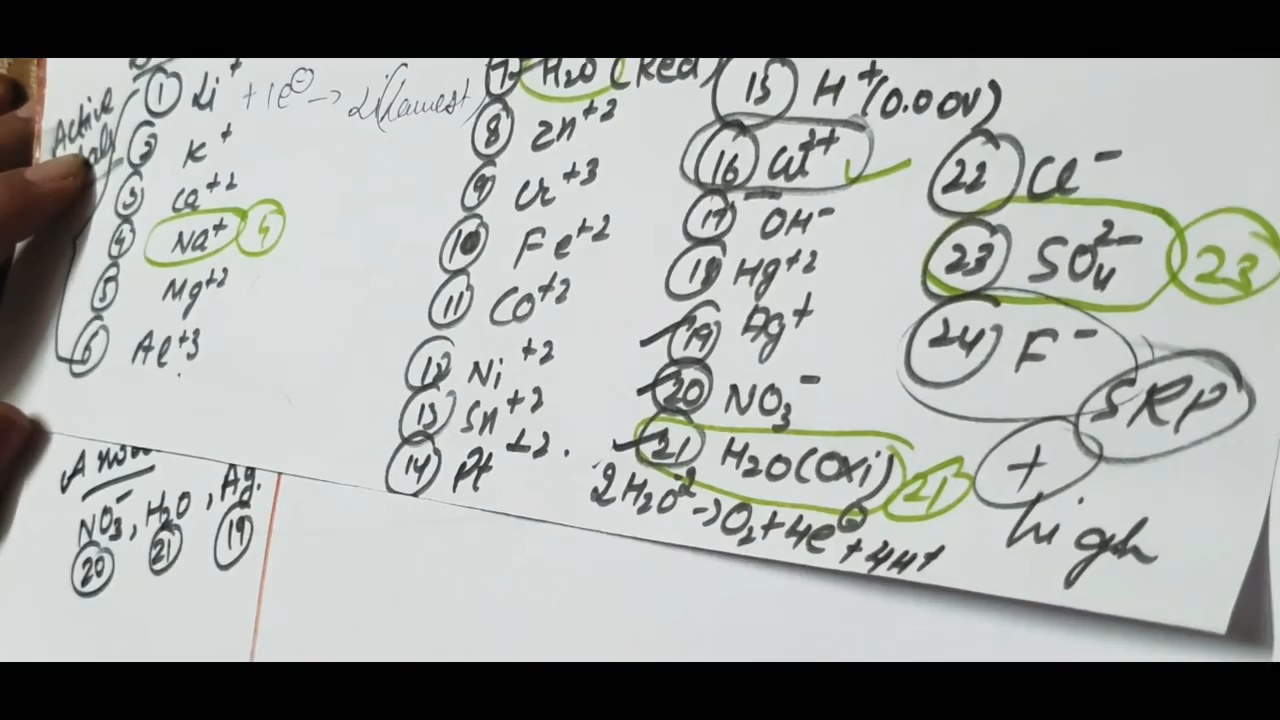 Active
① Li⁺ + 1e⊖ → Li (lowest)
② K⁺
③ Ca⁺²
④ Na⁺ 4
⑤ Mg⁺²
⑥ Al⁺³
7 H2O (Red)
⑧ Zn⁺²
⑨ Cr⁺³
⑩ Fe⁺²
⑪ Co⁺²
⑫ Ni⁺²
⑬ Sn⁺²
⑭ Pt⁺².
⑮ H⁺ (0.00V)
⑯ Cu⁺⁺ ✓
⑰ OH⁻
⑱ Hg⁺²
⑲ Ag⁺
⑳ NO₃⁻
㉑ H2O (Oxi) 21
2H2O⁻² → O₂ + 4e⊖ + 4H⁺
㉒ Cl⁻
㉓ SO₄²⁻ 23
㉔ F⁻
SRP
+
high
NO₃⁻, H₂O, Ag.
⑳ ㉑ ⑲